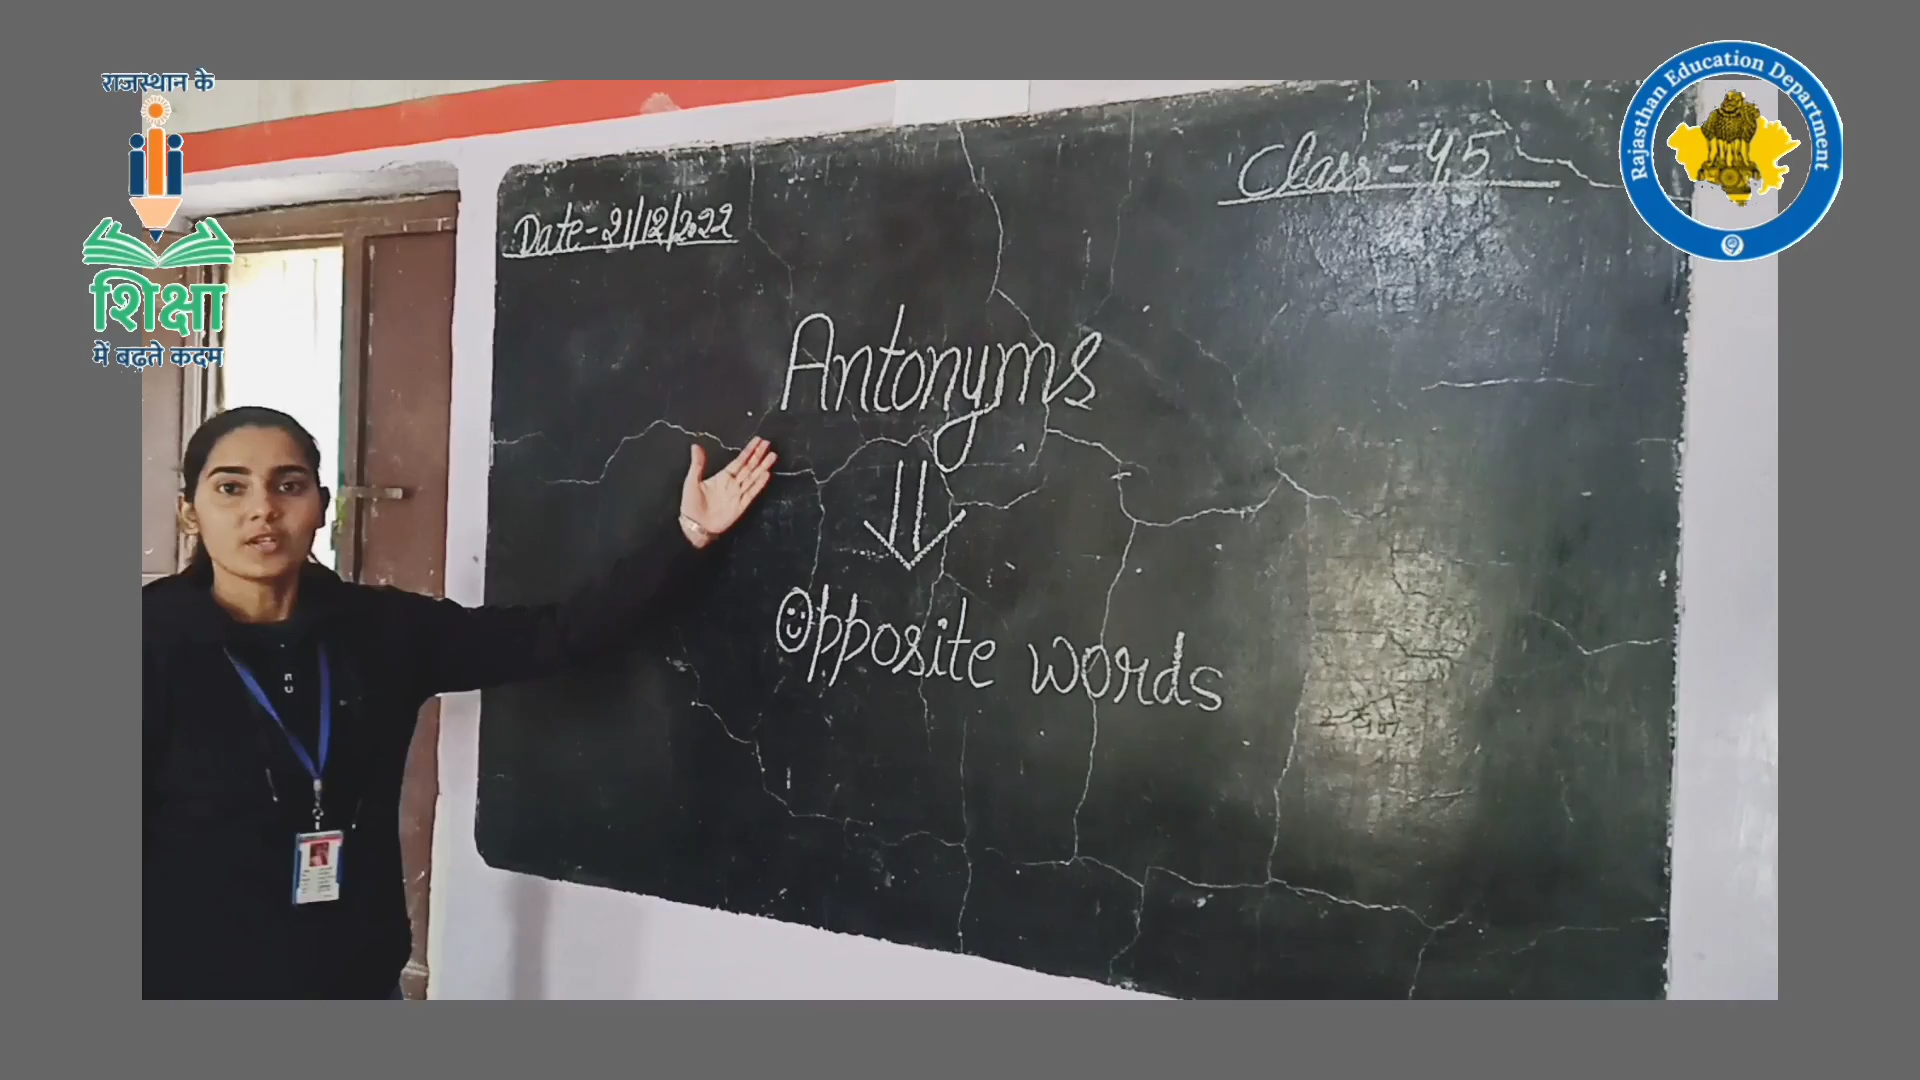 राजस्थान के
शिक्षा
में बढ़ते कदम
Rajasthan Education Department
Date-21/12/2022
Class-4,5
Antonyms
Opposite words